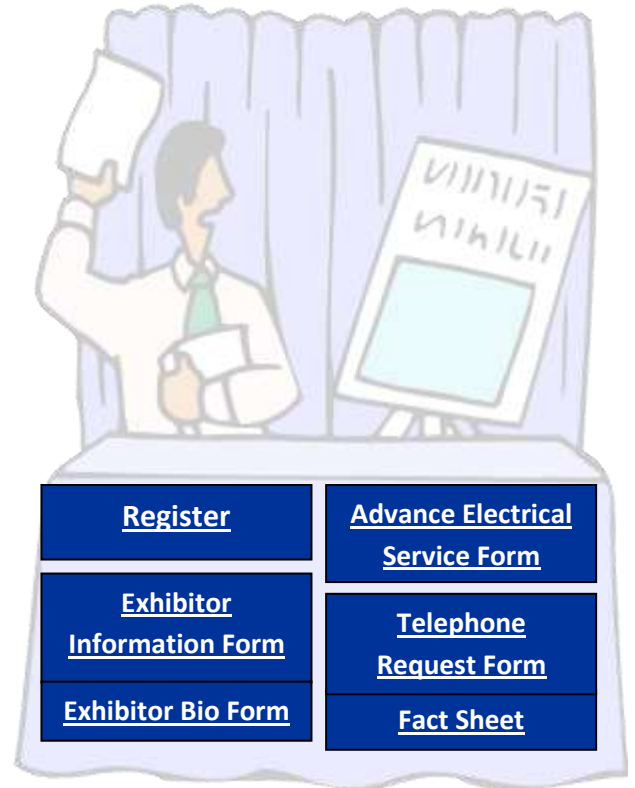 Register
Exhibitor
Information Form
Exhibitor Bio Form
Advance Electrical
Service Form
Telephone
Request Form
Fact Sheet